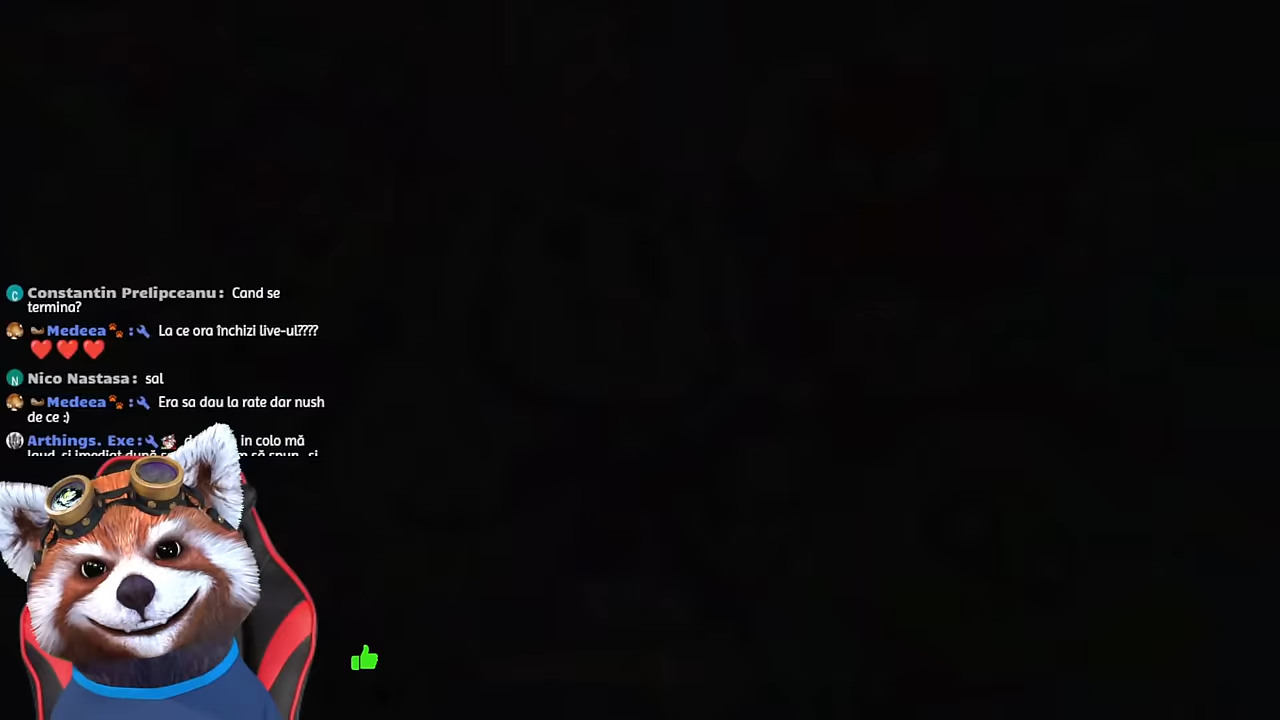 Constantin Prelipceanu: Cand se
termina?
Medeea: La ce ora închizi live-ul????
Nico Nastasa: sal
Medeea: Era sa dau la rate dar nush
de ce :)
Arthings. Exe: in colo mă